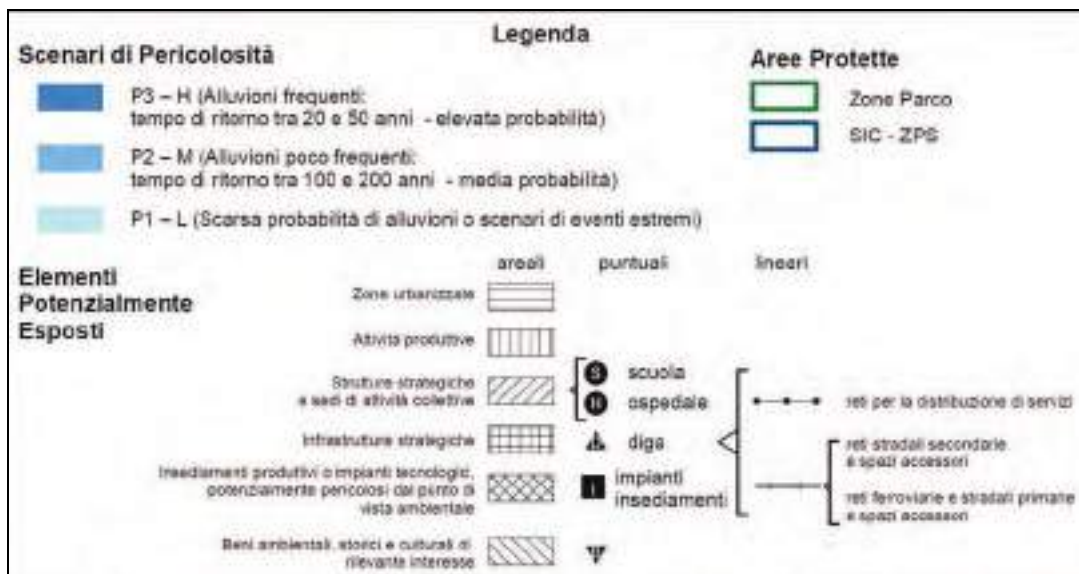 Legenda
Scenari di Pericolosità
P3 – H (Alluvioni frequenti:
tempo di ritorno tra 20 e 50 anni - elevata probabilità)
P2 – M (Alluvioni poco frequenti:
tempo di ritorno tra 100 e 200 anni - media probabilità)
P1 – L (Scarsa probabilità di alluvioni o scenari di eventi estremi)
Aree Protette
Zone Parco
SIC - ZPS
Elementi
Potenzialmente
Esposti
areali puntuali lineari
Zone urbanizzate
Attività produttive
Strutture strategiche
e sedi di attività collettive
S scuola
H ospedale
Infrastrutture strategiche
diga
Insediamenti produttivi o impianti tecnologici,
potenzialmente pericolosi dal punto di
vista ambientale
I impianti
insediamenti
Beni ambientali, storici e culturali di
rilevante interesse
reti per la distribuzione di servizi
reti stradali secondarie
e spazi accessori
reti ferroviarie e stradali primarie
e spazi accessori